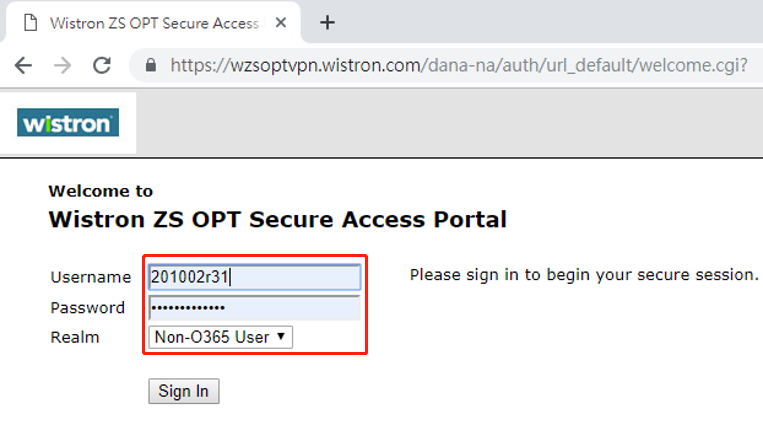 Wistron ZS OPT Secure Access
https://wzsoptvpn.wistron.com/dana-na/auth/url_default/welcome.cgi?
wistron
Welcome to
Wistron ZS OPT Secure Access Portal
Username 201002r31 Please sign in to begin your secure session.
Password •••••••••••••
Realm Non-O365 User
Sign In